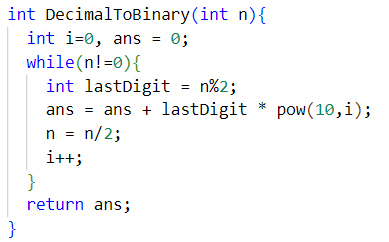 int DecimalToBinary(int n){
  int i=0, ans = 0;
  while(n!=0){
    int lastDigit = n%2;
    ans = ans + lastDigit * pow(10,i);
    n = n/2;
    i++;
  }
  return ans;
}